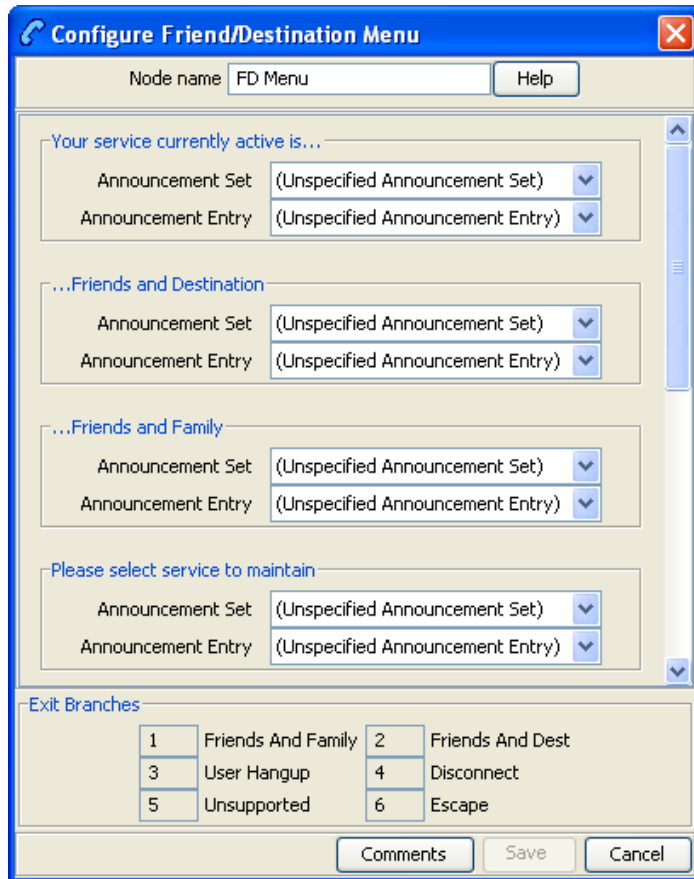 Configure Friend/Destination Menu
Node name FD Menu Help
Your service currently active is...
Announcement Set (Unspecified Announcement Set)
Announcement Entry (Unspecified Announcement Entry)
...Friends and Destination
Announcement Set (Unspecified Announcement Set)
Announcement Entry (Unspecified Announcement Entry)
...Friends and Family
Announcement Set (Unspecified Announcement Set)
Announcement Entry (Unspecified Announcement Entry)
Please select service to maintain
Announcement Set (Unspecified Announcement Set)
Announcement Entry (Unspecified Announcement Entry)
Exit Branches
1 Friends And Family 2 Friends And Dest
3 User Hangup 4 Disconnect
5 Unsupported 6 Escape
Comments Save Cancel